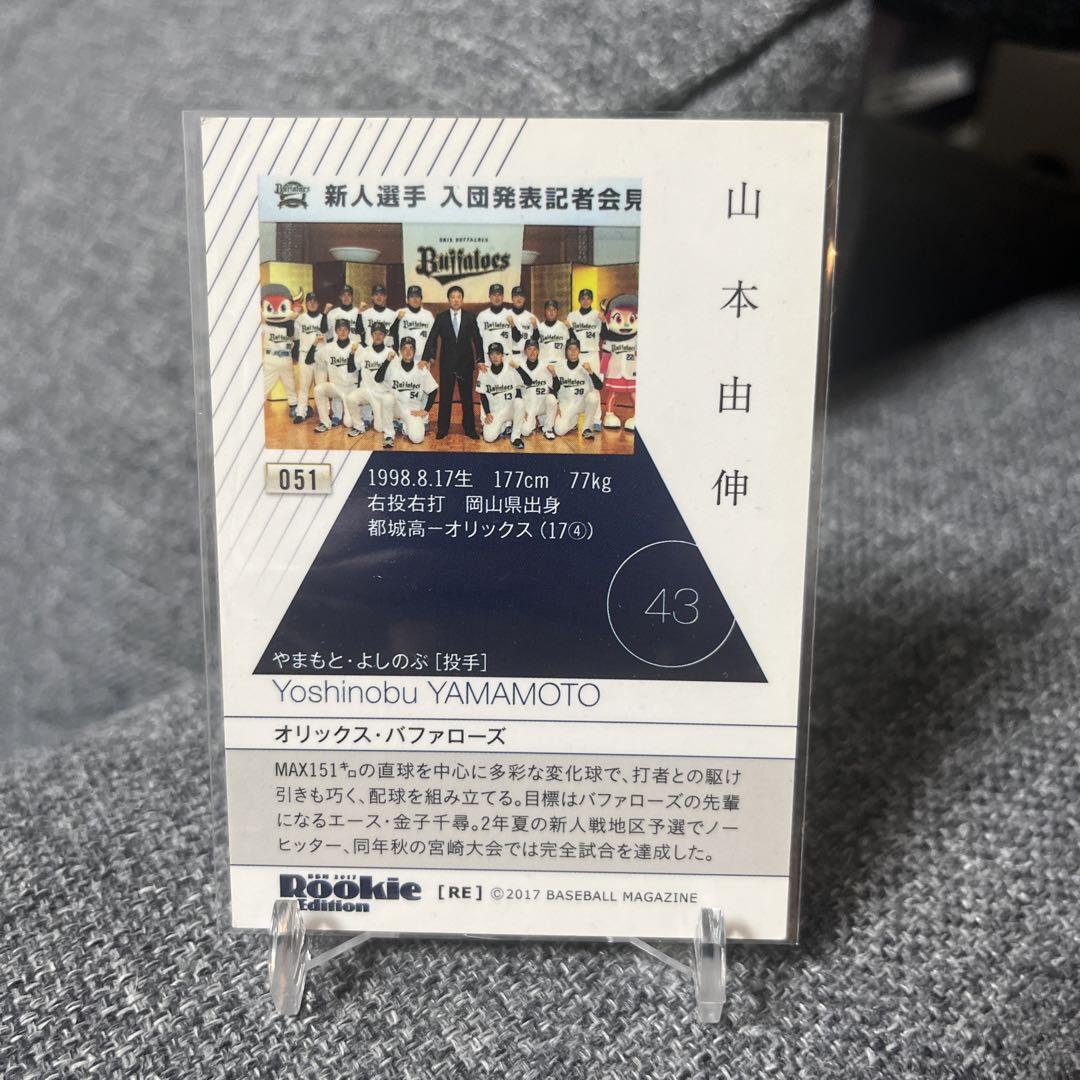 Buffaloes
新人選手 入団発表記者会見
ORIX BUFFALOES
Buffaloes
山本由伸
051
1998.8.17生 177cm 77kg
右投右打 岡山県出身
都城高ーオリックス(17④)
43
やまもと・よしのぶ[投手]
Yoshinobu YAMAMOTO
オリックス・バファローズ
MAX151㌔の直球を中心に多彩な変化球で、打者との駆け
引きも巧く、配球を組み立てる。目標はバファローズの先輩
になるエース・金子千尋。2年夏の新人戦地区予選でノー
ヒッター、同年秋の宮崎大会では完全試合を達成した。
BBM 2017
Rookie
Edition
[RE] ©2017 BASEBALL MAGAZINE